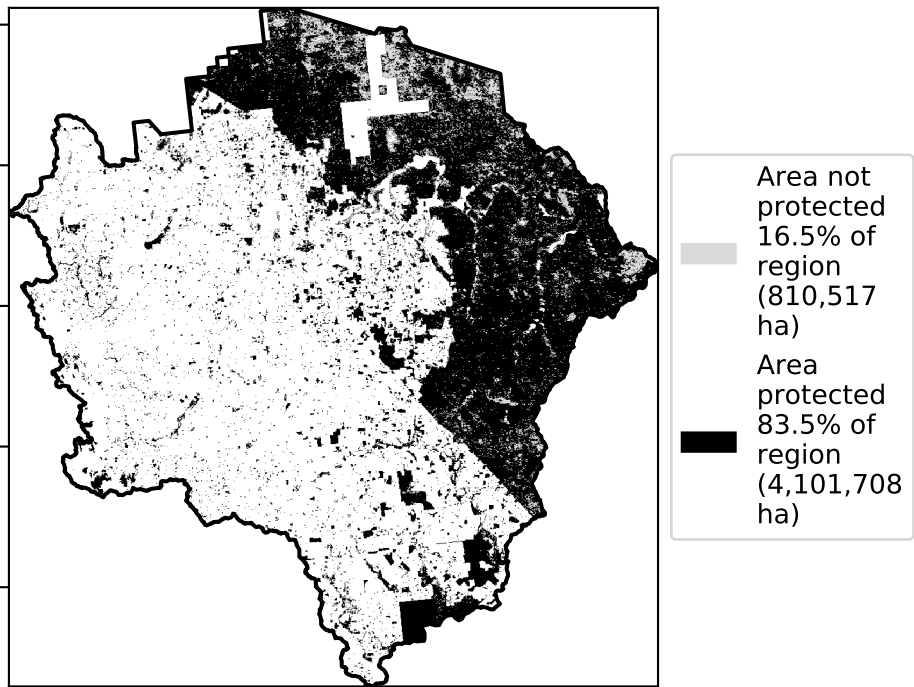 Area not
protected
16.5% of
region
(810,517
ha)
Area
protected
83.5% of
region
(4,101,708
ha)